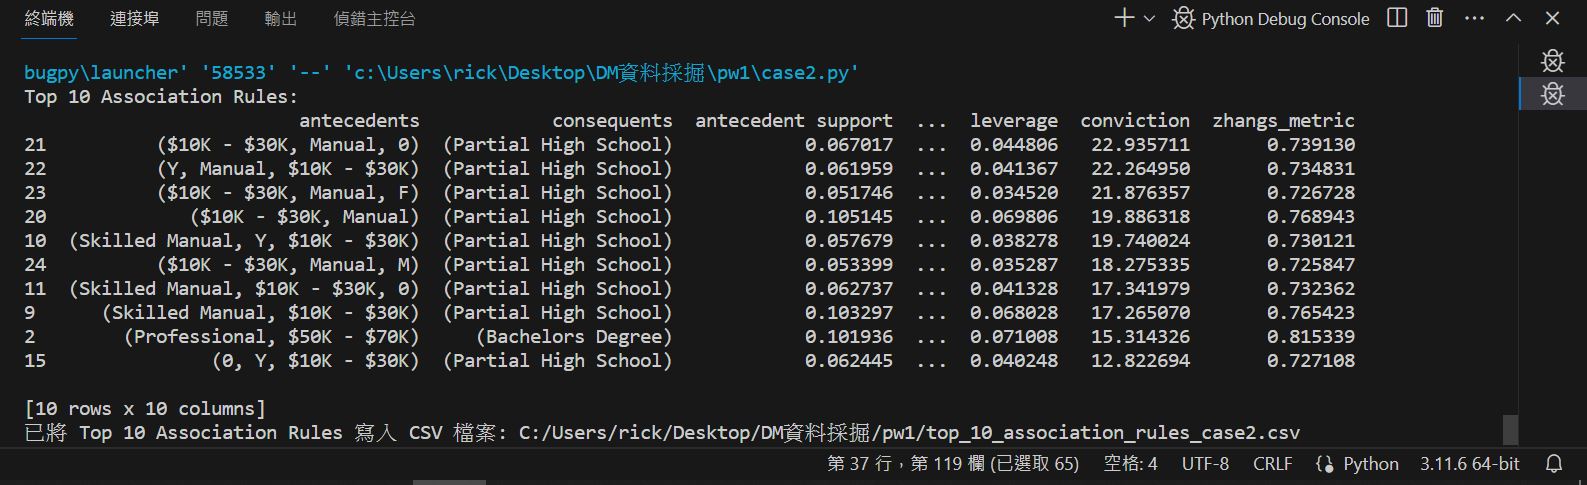 終端機 連接埠 問題 輸出 偵錯主控台 Python Debug Console
bugpy\launcher' '58533' '--' 'c:\Users\rick\Desktop\DM資料採掘\pw1\case2.py'
Top 10 Association Rules:
antecedents consequents antecedent support ... leverage conviction zhangs_metric
21 ($10K - $30K, Manual, 0) (Partial High School) 0.067017 ... 0.044806 22.935711 0.739130
22 (Y, Manual, $10K - $30K) (Partial High School) 0.061959 ... 0.041367 22.264950 0.734831
23 ($10K - $30K, Manual, F) (Partial High School) 0.051746 ... 0.034520 21.876357 0.726728
20 ($10K - $30K, Manual) (Partial High School) 0.105145 ... 0.069806 19.886318 0.768943
10 (Skilled Manual, Y, $10K - $30K) (Partial High School) 0.057679 ... 0.038278 19.740024 0.730121
24 ($10K - $30K, Manual, M) (Partial High School) 0.053399 ... 0.035287 18.275335 0.725847
11 (Skilled Manual, $10K - $30K, 0) (Partial High School) 0.062737 ... 0.041328 17.341979 0.732362
9 (Skilled Manual, $10K - $30K) (Partial High School) 0.103297 ... 0.068028 17.265070 0.765423
2 (Professional, $50K - $70K) (Bachelors Degree) 0.101936 ... 0.071008 15.314326 0.815339
15 (0, Y, $10K - $30K) (Partial High School) 0.062445 ... 0.040248 12.822694 0.727108
[10 rows x 10 columns]
已將 Top 10 Association Rules 寫入 CSV 檔案: C:/Users/rick/Desktop/DM資料採掘/pw1/top_10_association_rules_case2.csv
第 37 行，第 119 欄 (已選取 65) 空格: 4 UTF-8 CRLF Python 3.11.6 64-bit